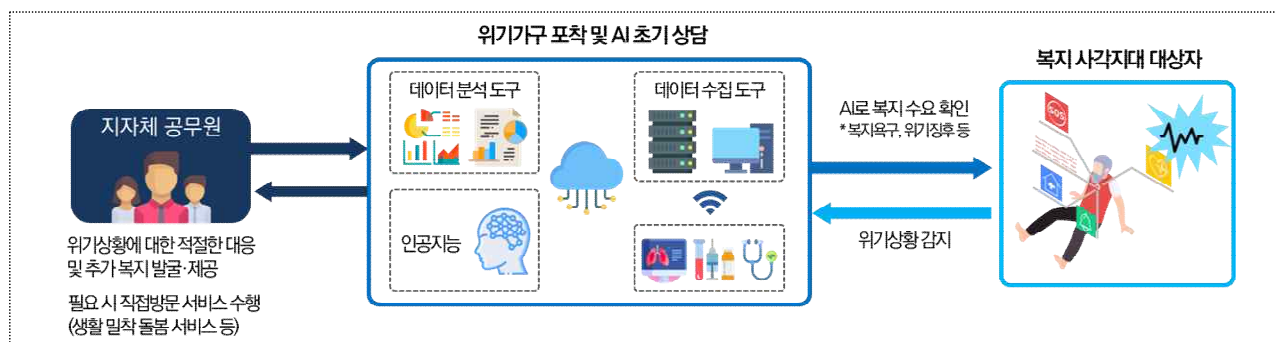 위기가구 포착 및 AI 초기 상담
복지 사각지대 대상자
지자체 공무원
데이터 분석 도구
데이터 수집 도구
인공지능
AI로 복지 수요 확인
* 복지욕구, 위기징후 등
위기상황 감지
SOS
위기상황에 대한 적절한 대응
및 추가 복지 발굴·제공
필요 시 직접방문 서비스 수행
(생활 밀착 돌봄 서비스 등)